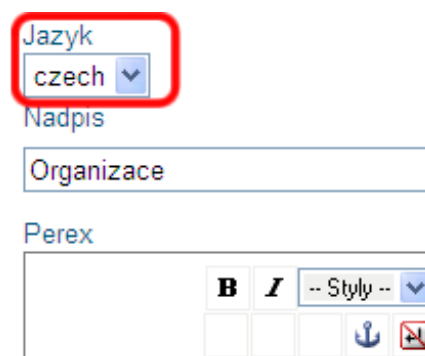 Jazyk
czech
Nadpis
Organizace
Perex
B I -- Styly --